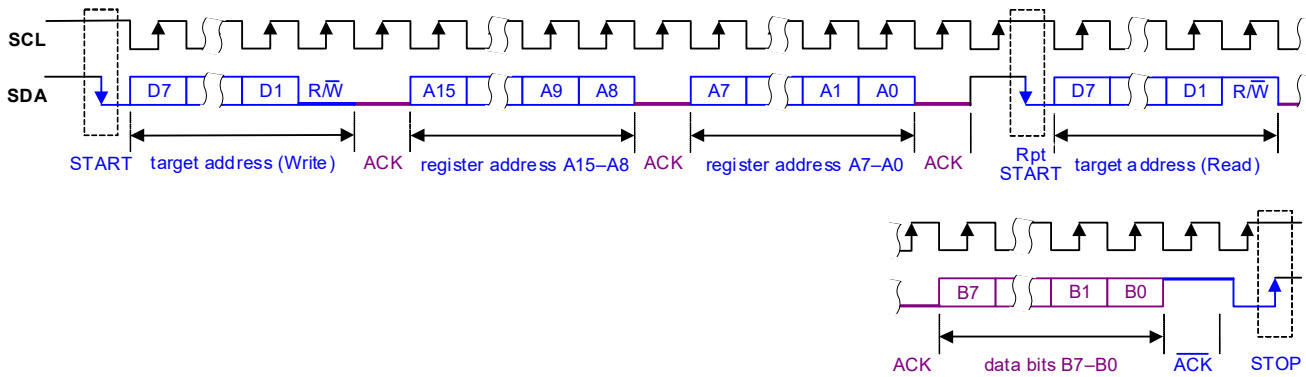 SCL
SDA
D7 D1 R/W̅ A15 A9 A8 A7 A1 A0 D7 D1 R/W̅
START target address (Write) ACK register address A15–A8 ACK register address A7–A0 ACK Rpt START target address (Read)
B7 B1 B0
ACK data bits B7–B0 A̅C̅K̅ STOP